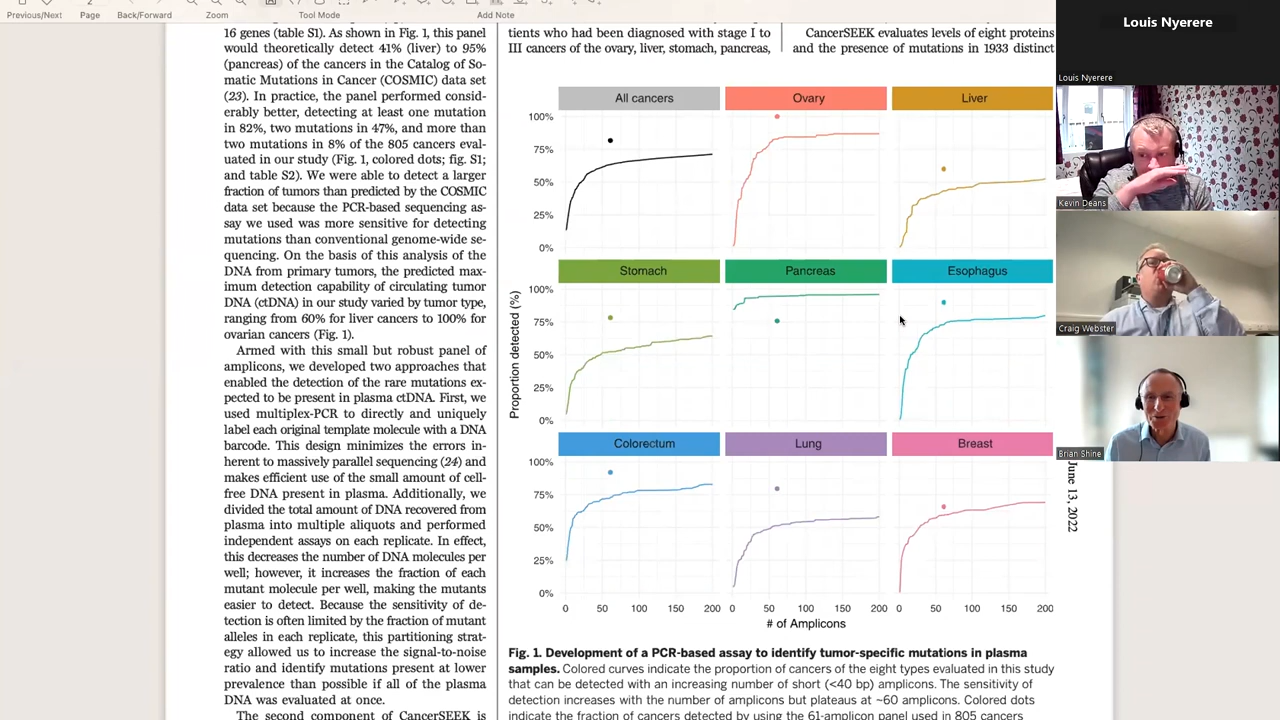 Previous/Next
Page
Back/Forward
Zoom
Tool Mode
Add Note
16 genes (table S1). As shown in Fig. 1, this panel
would theoretically detect 41% (liver) to 95%
(pancreas) of the cancers in the Catalog of So-
matic Mutations in Cancer (COSMIC) data set
(23). In practice, the panel performed consid-
erably better, detecting at least one mutation
in 82%, two mutations in 47%, and more than
two mutations in 8% of the 805 cancers eval-
uated in our study (Fig. 1, colored dots; fig. S1;
and table S2). We were able to detect a larger
fraction of tumors than predicted by the COSMIC
data set because the PCR-based sequencing as-
say we used was more sensitive for detecting
mutations than conventional genome-wide se-
quencing. On the basis of this analysis of the
DNA from primary tumors, the predicted max-
imum detection capability of circulating tumor
DNA (ctDNA) in our study varied by tumor type,
ranging from 60% for liver cancers to 100% for
ovarian cancers (Fig. 1).
Armed with this small but robust panel of
amplicons, we developed two approaches that
enabled the detection of the rare mutations ex-
pected to be present in plasma ctDNA. First, we
used multiplex-PCR to directly and uniquely
label each original template molecule with a DNA
barcode. This design minimizes the errors in-
herent to massively parallel sequencing (24) and
makes efficient use of the small amount of cell-
free DNA present in plasma. Additionally, we
divided the total amount of DNA recovered from
plasma into multiple aliquots and performed
independent assays on each replicate. In effect,
this decreases the number of DNA molecules per
well; however, it increases the fraction of each
mutant molecule per well, making the mutants
easier to detect. Because the sensitivity of de-
tection is often limited by the fraction of mutant
alleles in each replicate, this partitioning strat-
egy allowed us to increase the signal-to-noise
ratio and identify mutations present at lower
prevalence than possible if all of the plasma
DNA was evaluated at once.
The second component of CancerSEEK is
tients who had been diagnosed with stage I to
III cancers of the ovary, liver, stomach, pancreas,
CancerSEEK evaluates levels of eight proteins
and the presence of mutations in 1933 distinct
All cancers
Ovary
Liver
100%
75%
50%
25%
0%
Stomach
Pancreas
Esophagus
100%
75%
50%
25%
0%
Colorectum
Lung
Breast
100%
75%
50%
25%
0%
0 50 100 150 200
0 50 100 150 200
0 50 100 150 200
Proportion detected (%)
# of Amplicons
Fig. 1. Development of a PCR-based assay to identify tumor-specific mutations in plasma
samples. Colored curves indicate the proportion of cancers of the eight types evaluated in this study
that can be detected with an increasing number of short (<40 bp) amplicons. The sensitivity of
detection increases with the number of amplicons but plateaus at ~60 amplicons. Colored dots
indicate the fraction of cancers detected by using the 61-amplicon panel used in 805 cancers
June 13, 2022
Louis Nyerere
Louis Nyerere
Kevin Deans
Craig Webster
Brian Shine